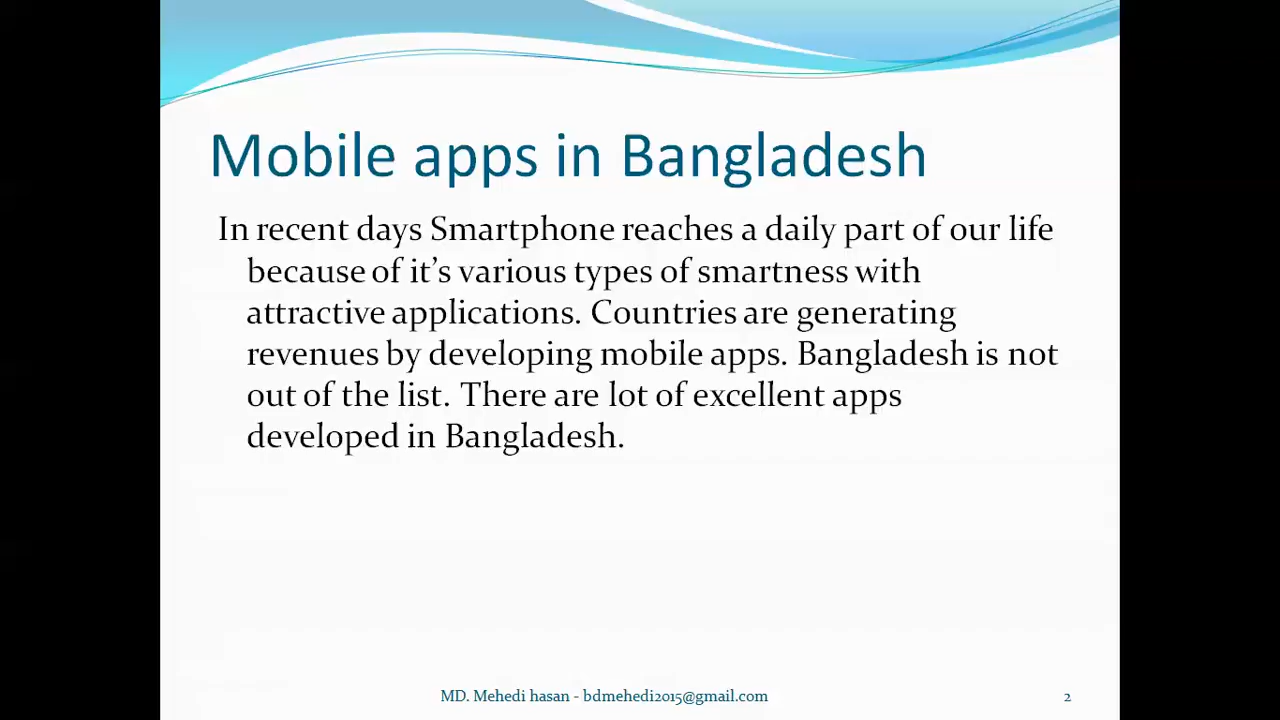 Mobile apps in Bangladesh
In recent days Smartphone reaches a daily part of our life
because of it’s various types of smartness with
attractive applications. Countries are generating
revenues by developing mobile apps. Bangladesh is not
out of the list. There are lot of excellent apps
developed in Bangladesh.
MD. Mehedi hasan - bdmehedi2015@gmail.com
2